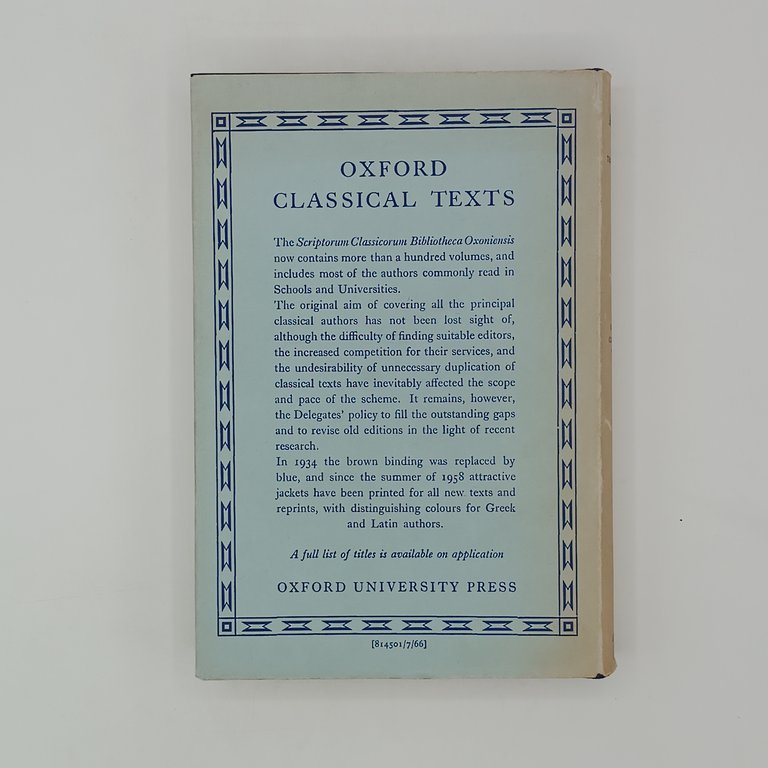 OXFORD
CLASSICAL TEXTS
The Scriptorum Classicorum Bibliotheca Oxoniensis
now contains more than a hundred volumes, and
includes most of the authors commonly read in
Schools and Universities.
The original aim of covering all the principal
classical authors has not been lost sight of,
although the difficulty of finding suitable editors,
the increased competition for their services, and
the undesirability of unnecessary duplication of
classical texts have inevitably affected the scope
and pace of the scheme. It remains, however,
the Delegates' policy to fill the outstanding gaps
and to revise old editions in the light of recent
research.
In 1934 the brown binding was replaced by
blue, and since the summer of 1958 attractive
jackets have been printed for all new texts and
reprints, with distinguishing colours for Greek
and Latin authors.
A full list of titles is available on application
OXFORD UNIVERSITY PRESS
[814501/7/66]